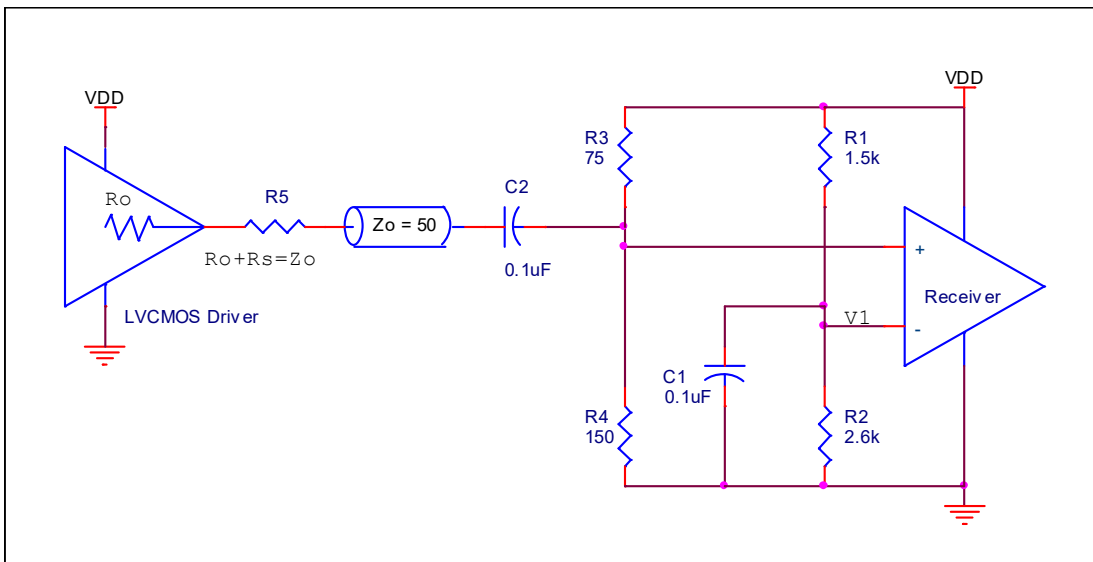 VDD
VDD
R3
75
R1
1.5k
Ro
R5
C2
Zo = 50
+
Ro+Rs=Zo
0.1uF
Receiver
LVCMOS Driver
V1
-
C1
0.1uF
R4
150
R2
2.6k